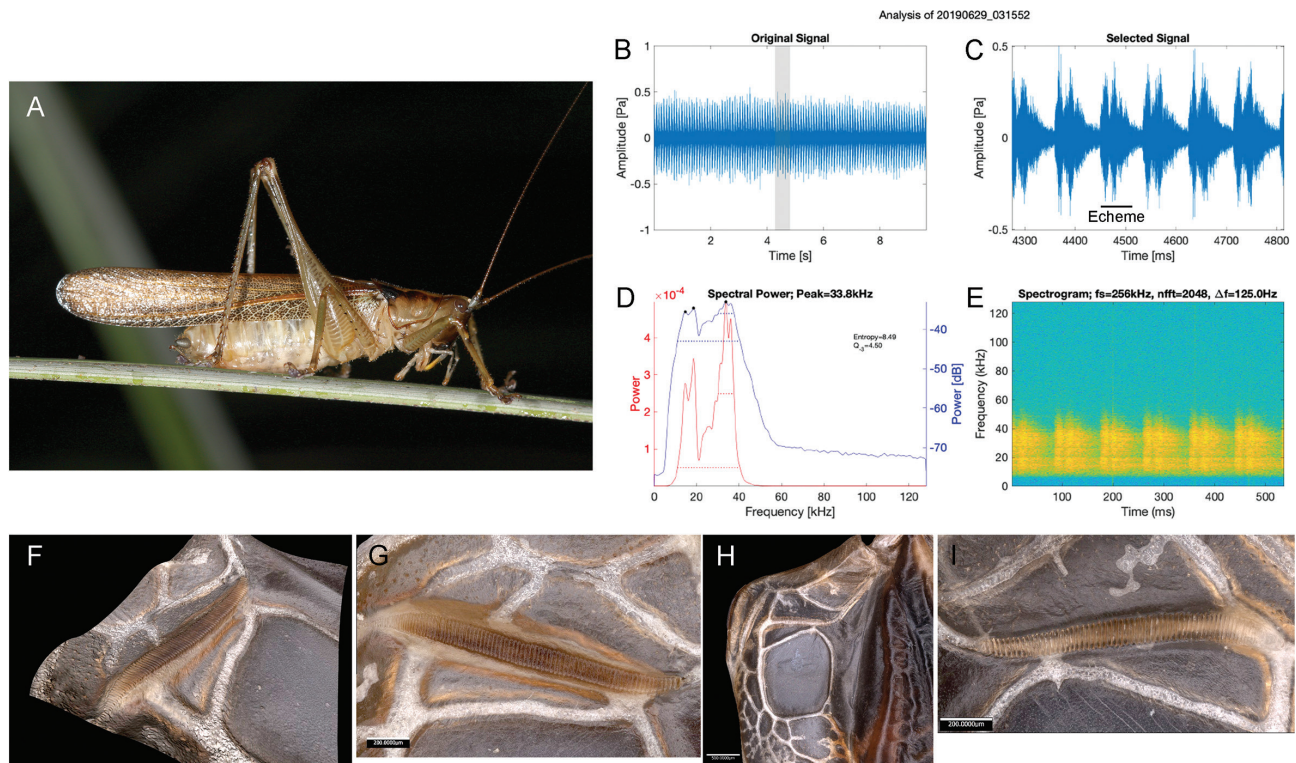 Analysis of 20190629_031552
A
B
Original Signal
Amplitude [Pa]
1
0.5
0
-0.5
-1
2
4
6
8
Time [s]
C
Selected Signal
Amplitude [Pa]
0.5
0
-0.5
Echeme
4300
4400
4500
4600
4700
4800
Time [ms]
D
×10-4
Spectral Power; Peak=33.8kHz
Entropy=8.49
Q-3=4.50
Power
4
3
2
1
Power [dB]
-40
-50
-60
-70
0
20
40
60
80
100
120
Frequency [kHz]
E
Spectrogram; fs=256kHz, nfft=2048, Δf=125.0Hz
Frequency (kHz)
120
100
80
60
40
20
0
100
200
300
400
500
Time (ms)
F
G
200.0000μm
H
500.0000μm
I
200.0000μm